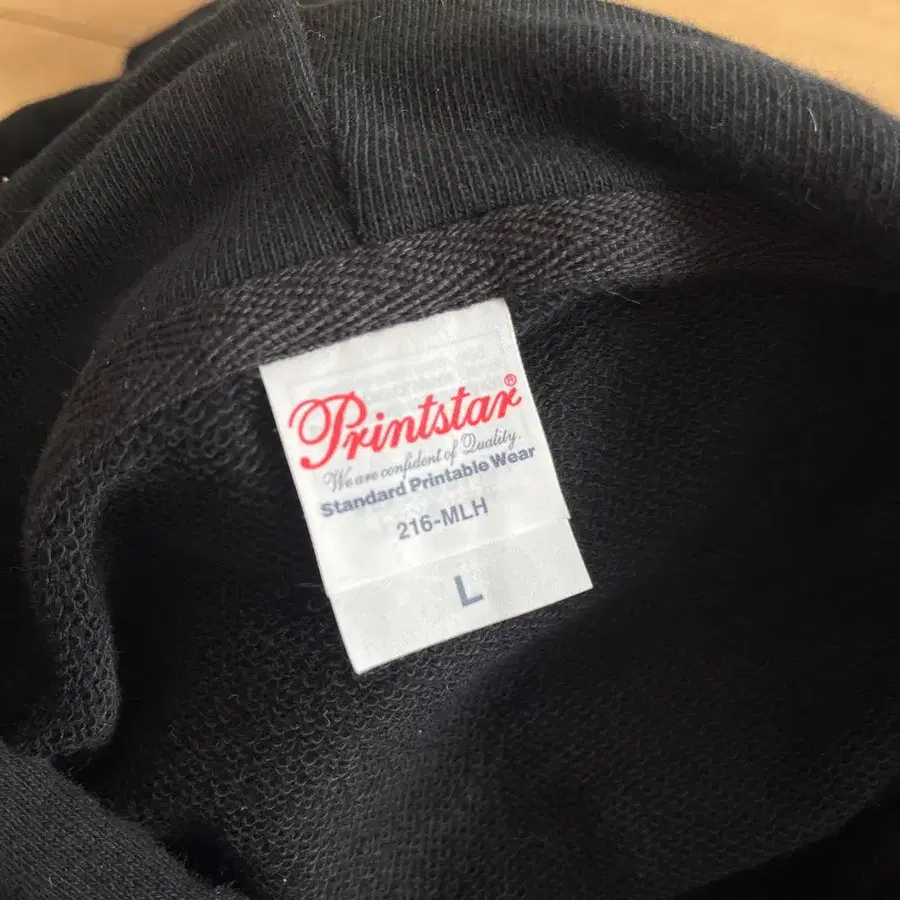 Printstar®
We are confident of Quality.
Standard Printable Wear
216-MLH
L